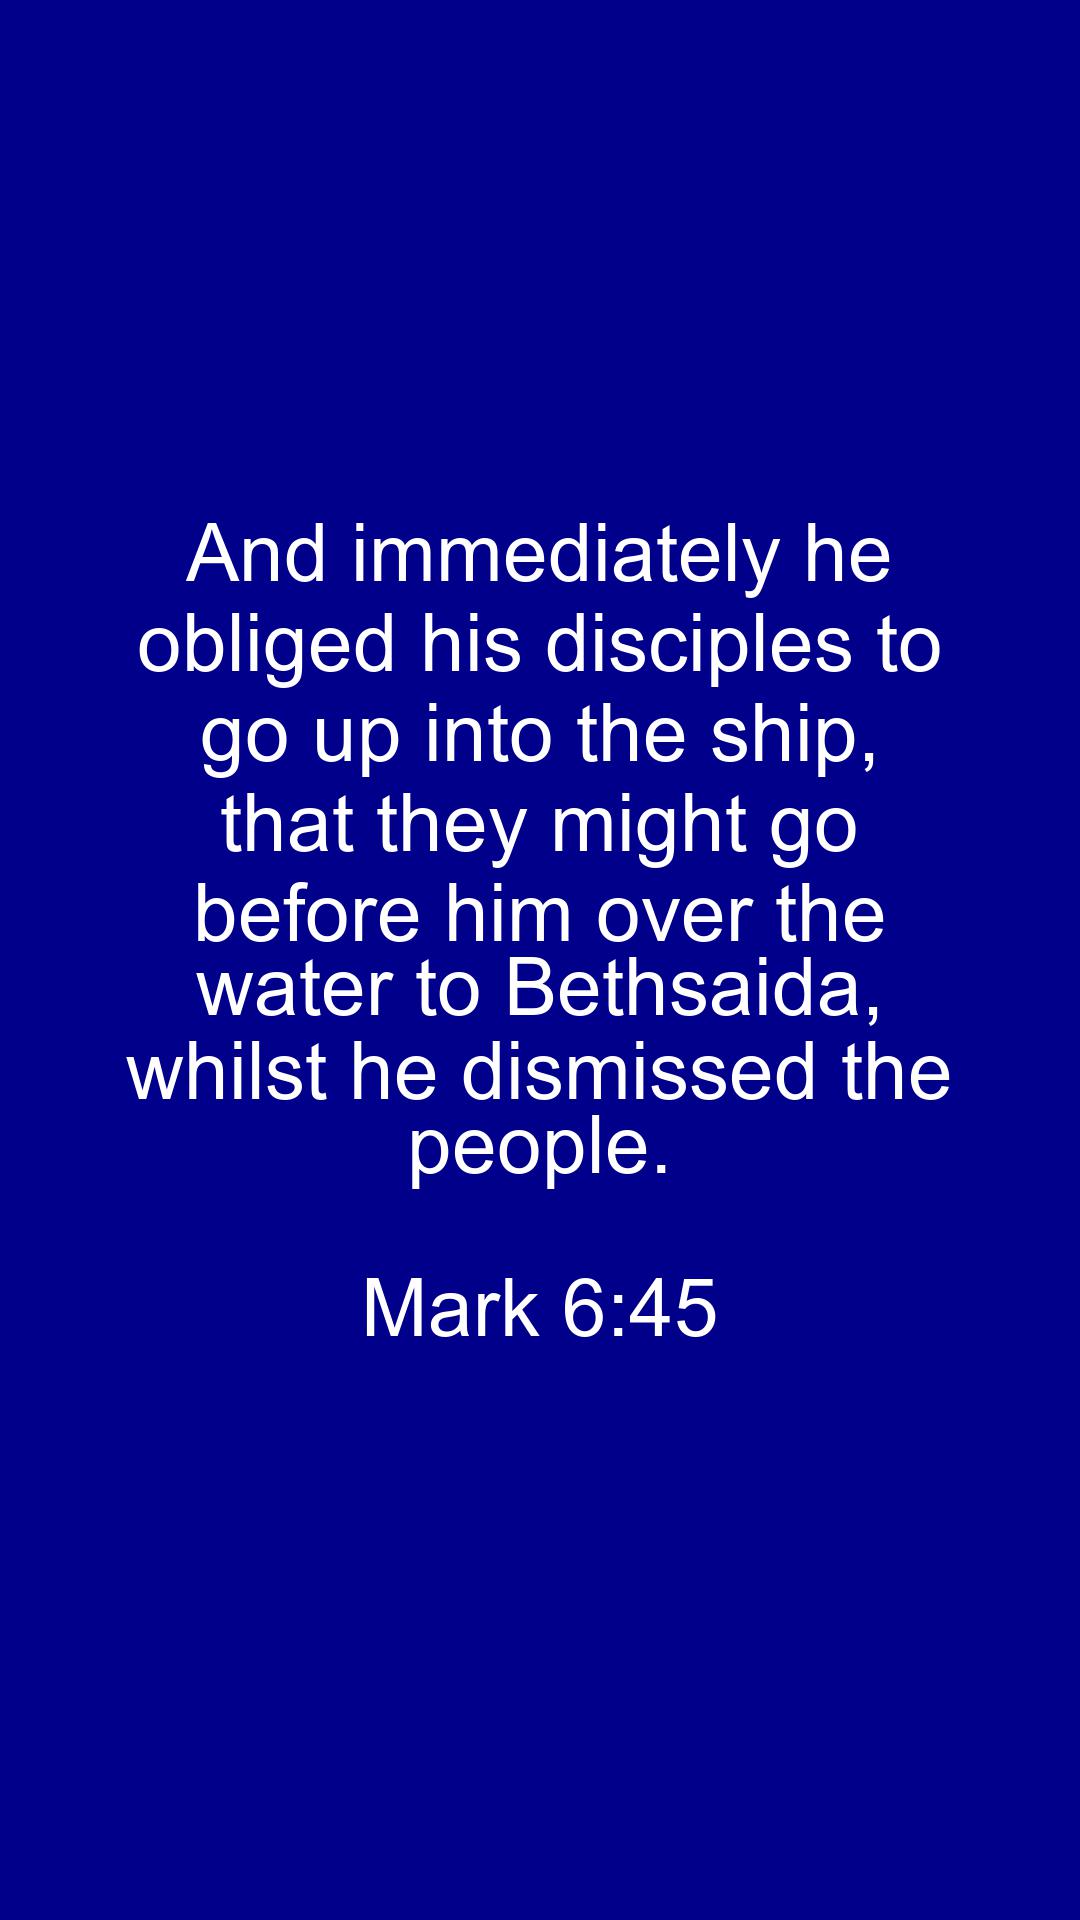 And immediately he
obliged his disciples to
go up into the ship,
that they might go
before him over the
water to Bethsaida,
whilst he dismissed the
people.
Mark 6:45